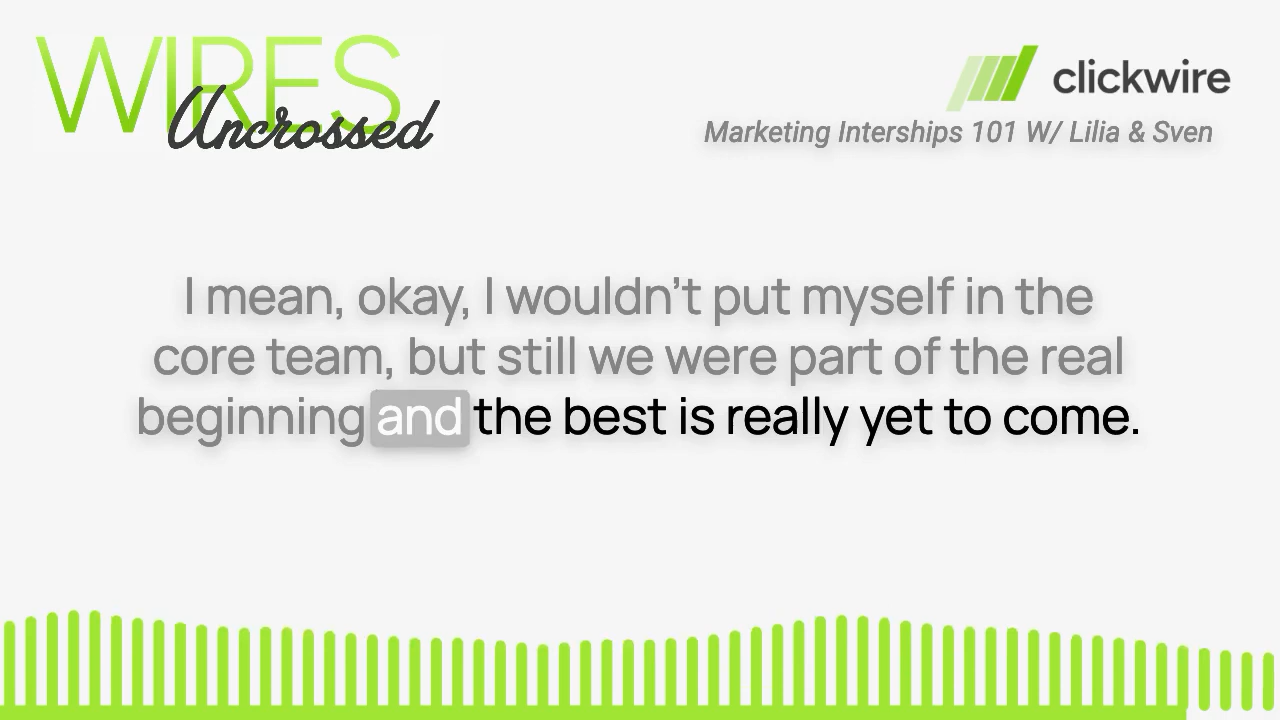 WIRES
Uncrossed
clickwire
Marketing Interships 101 W/ Lilia & Sven
I mean, okay, I wouldn’t put myself in the
core team, but still we were part of the real
beginning and the best is really yet to come.